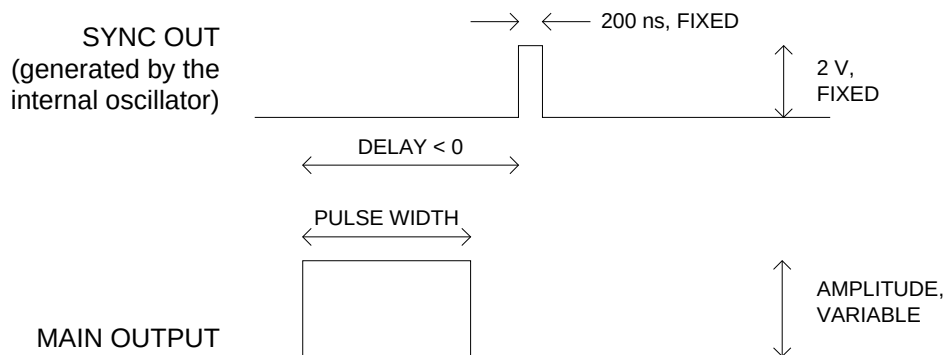 200 ns, FIXED
SYNC OUT
(generated by the
internal oscillator)
2 V,
FIXED
DELAY < 0
PULSE WIDTH
AMPLITUDE,
VARIABLE
MAIN OUTPUT